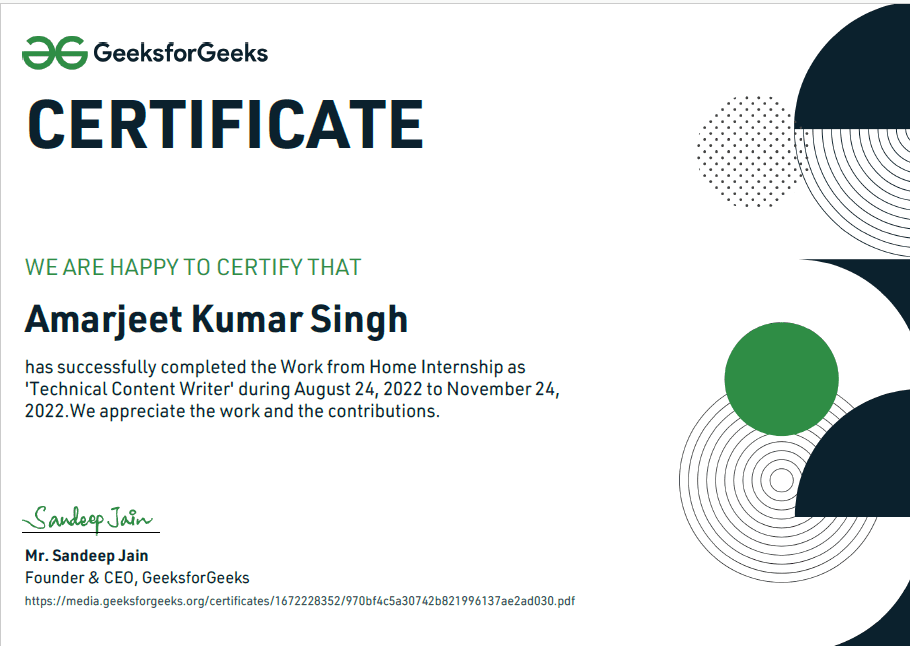 GeeksforGeeks
CERTIFICATE
WE ARE HAPPY TO CERTIFY THAT
Amarjeet Kumar Singh
has successfully completed the Work from Home Internship as
'Technical Content Writer' during August 24, 2022 to November 24,
2022.We appreciate the work and the contributions.
Sandeep Jain
Mr. Sandeep Jain
Founder & CEO, GeeksforGeeks
https://media.geeksforgeeks.org/certificates/1672228352/970bf4c5a30742b821996137ae2ad030.pdf